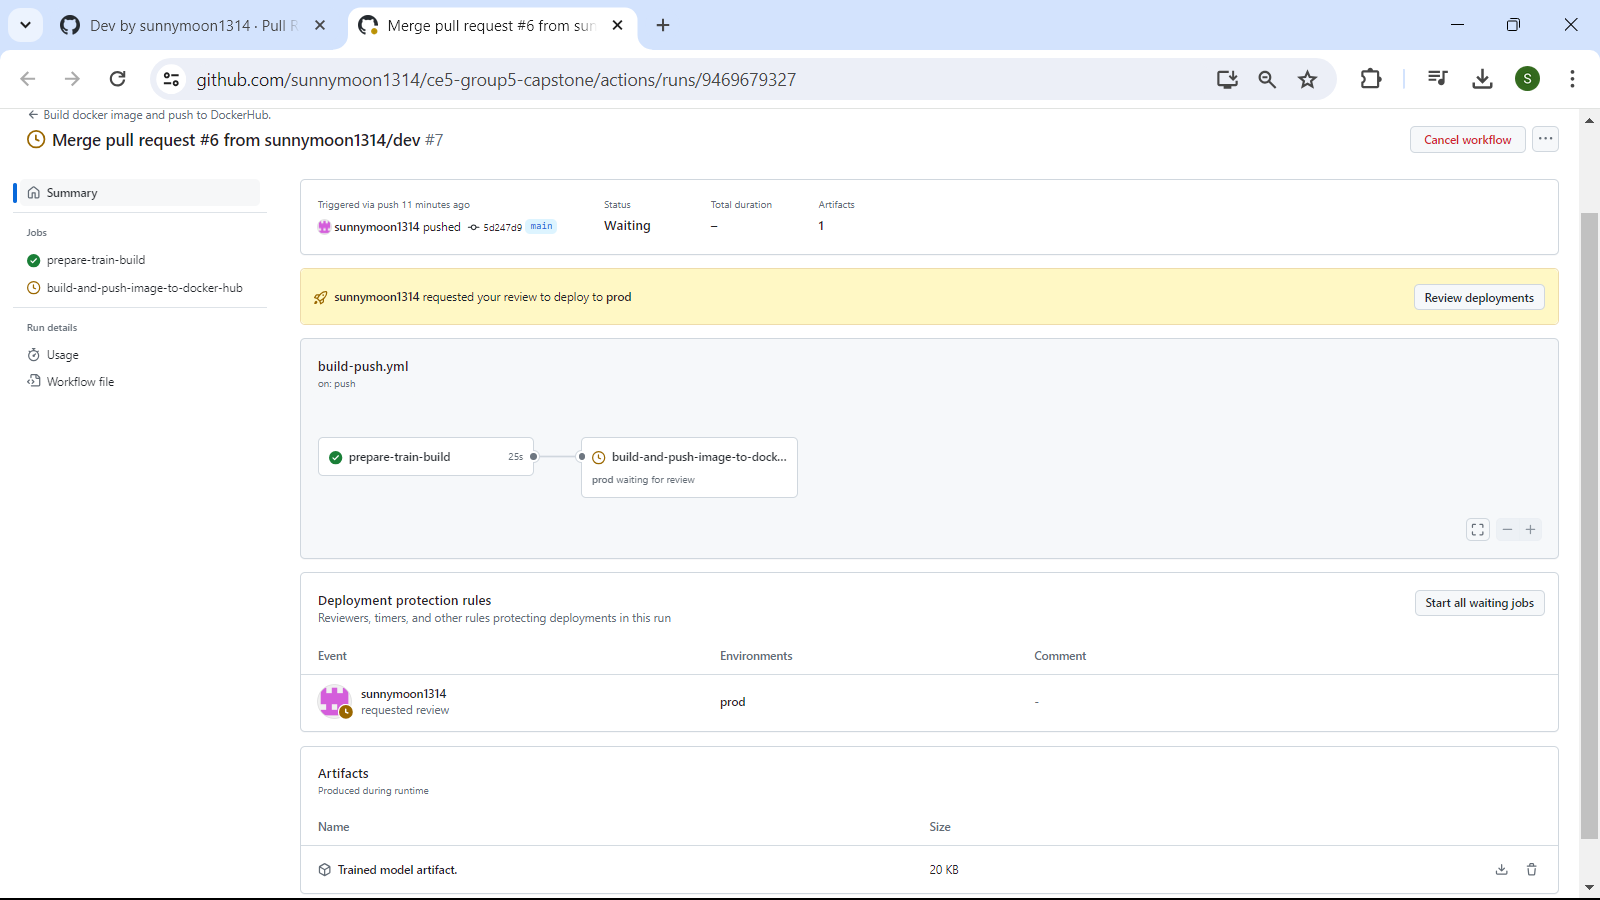 Dev by sunnymoon1314 · Pull R
Merge pull request #6 from sun
github.com/sunnymoon1314/ce5-group5-capstone/actions/runs/9469679327
S
Build docker image and push to DockerHub.
Merge pull request #6 from sunnymoon1314/dev #7
Cancel workflow
Summary
Jobs
prepare-train-build
build-and-push-image-to-docker-hub
Run details
Usage
Workflow file
Triggered via push 11 minutes ago
Status
Total duration
Artifacts
sunnymoon1314 pushed 5d247d9 main
Waiting
–
1
sunnymoon1314 requested your review to deploy to prod
Review deployments
build-push.yml
on: push
prepare-train-build 25s
build-and-push-image-to-dock...
prod waiting for review
Deployment protection rules
Start all waiting jobs
Reviewers, timers, and other rules protecting deployments in this run
Event Environments Comment
sunnymoon1314
requested review
prod
-
Artifacts
Produced during runtime
Name Size
Trained model artifact. 20 KB